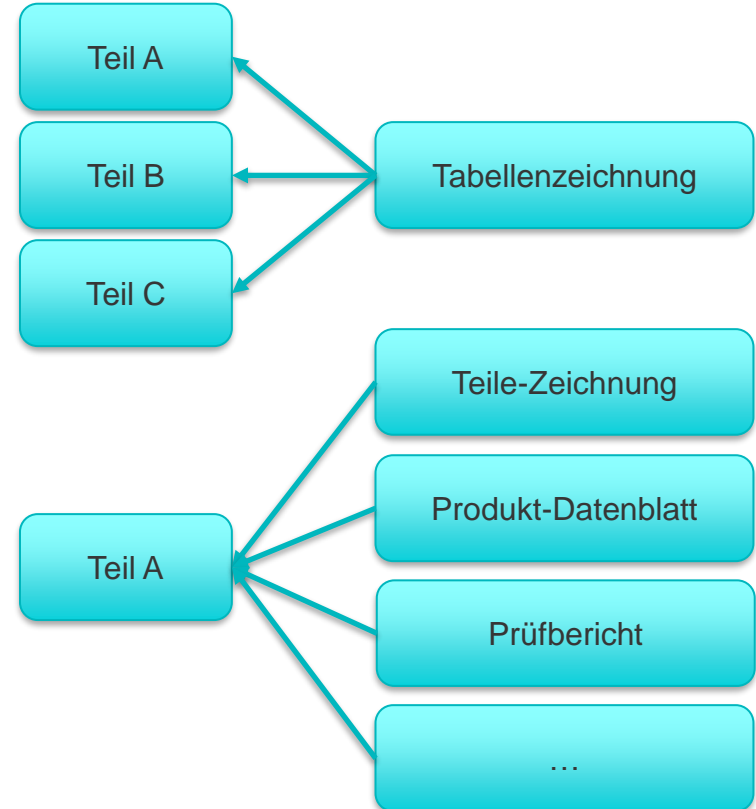 Teil A
Teil B
Tabellenzeichnung
Teil C
Teile-Zeichnung
Produkt-Datenblatt
Teil A
Prüfbericht
…